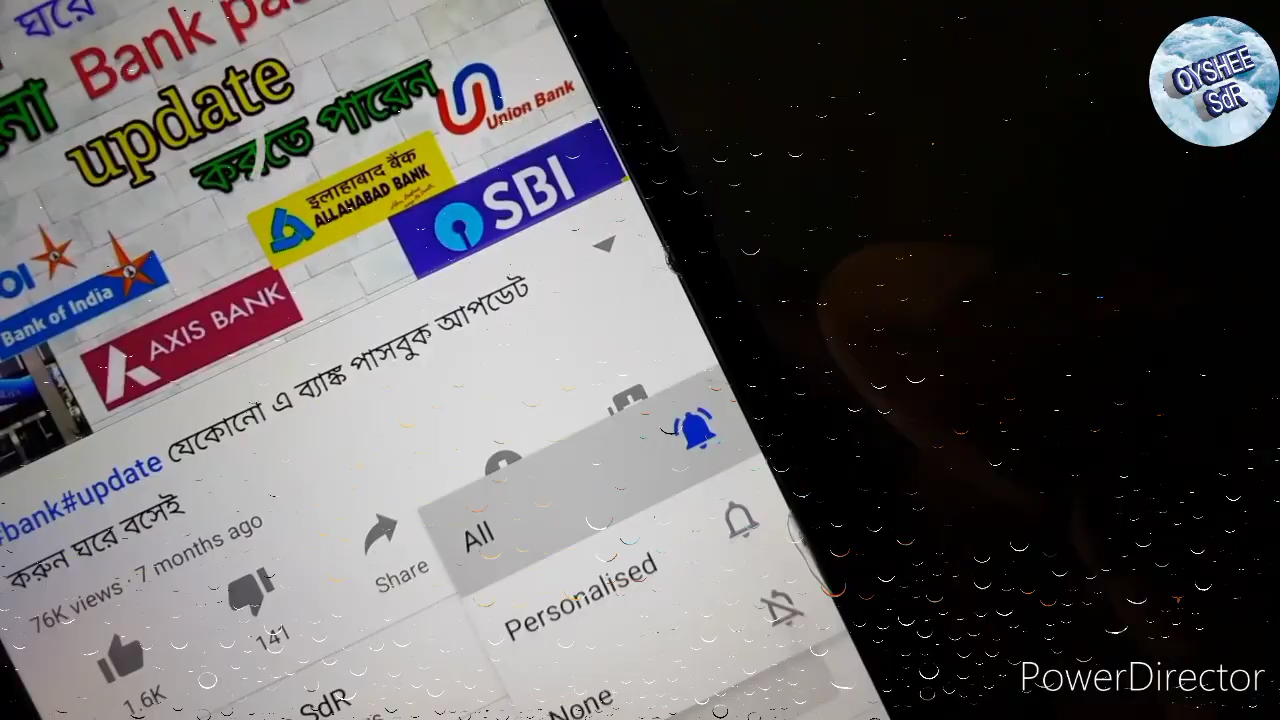 ঘরে
Bank
update
করতে পারেন
Union Bank
इलाहाबाद बैंक
ALLAHABAD BANK
SBI
OI
Bank of India
AXIS BANK
#bank#update যেকোনো এ ব্যাঙ্ক পাসবুক আপডেট
করুন ঘরে বসেই
76K views · 7 months ago
1.6K
141
Share
All
Personalised
None
SdR
OYSHEE
SdR
PowerDirector